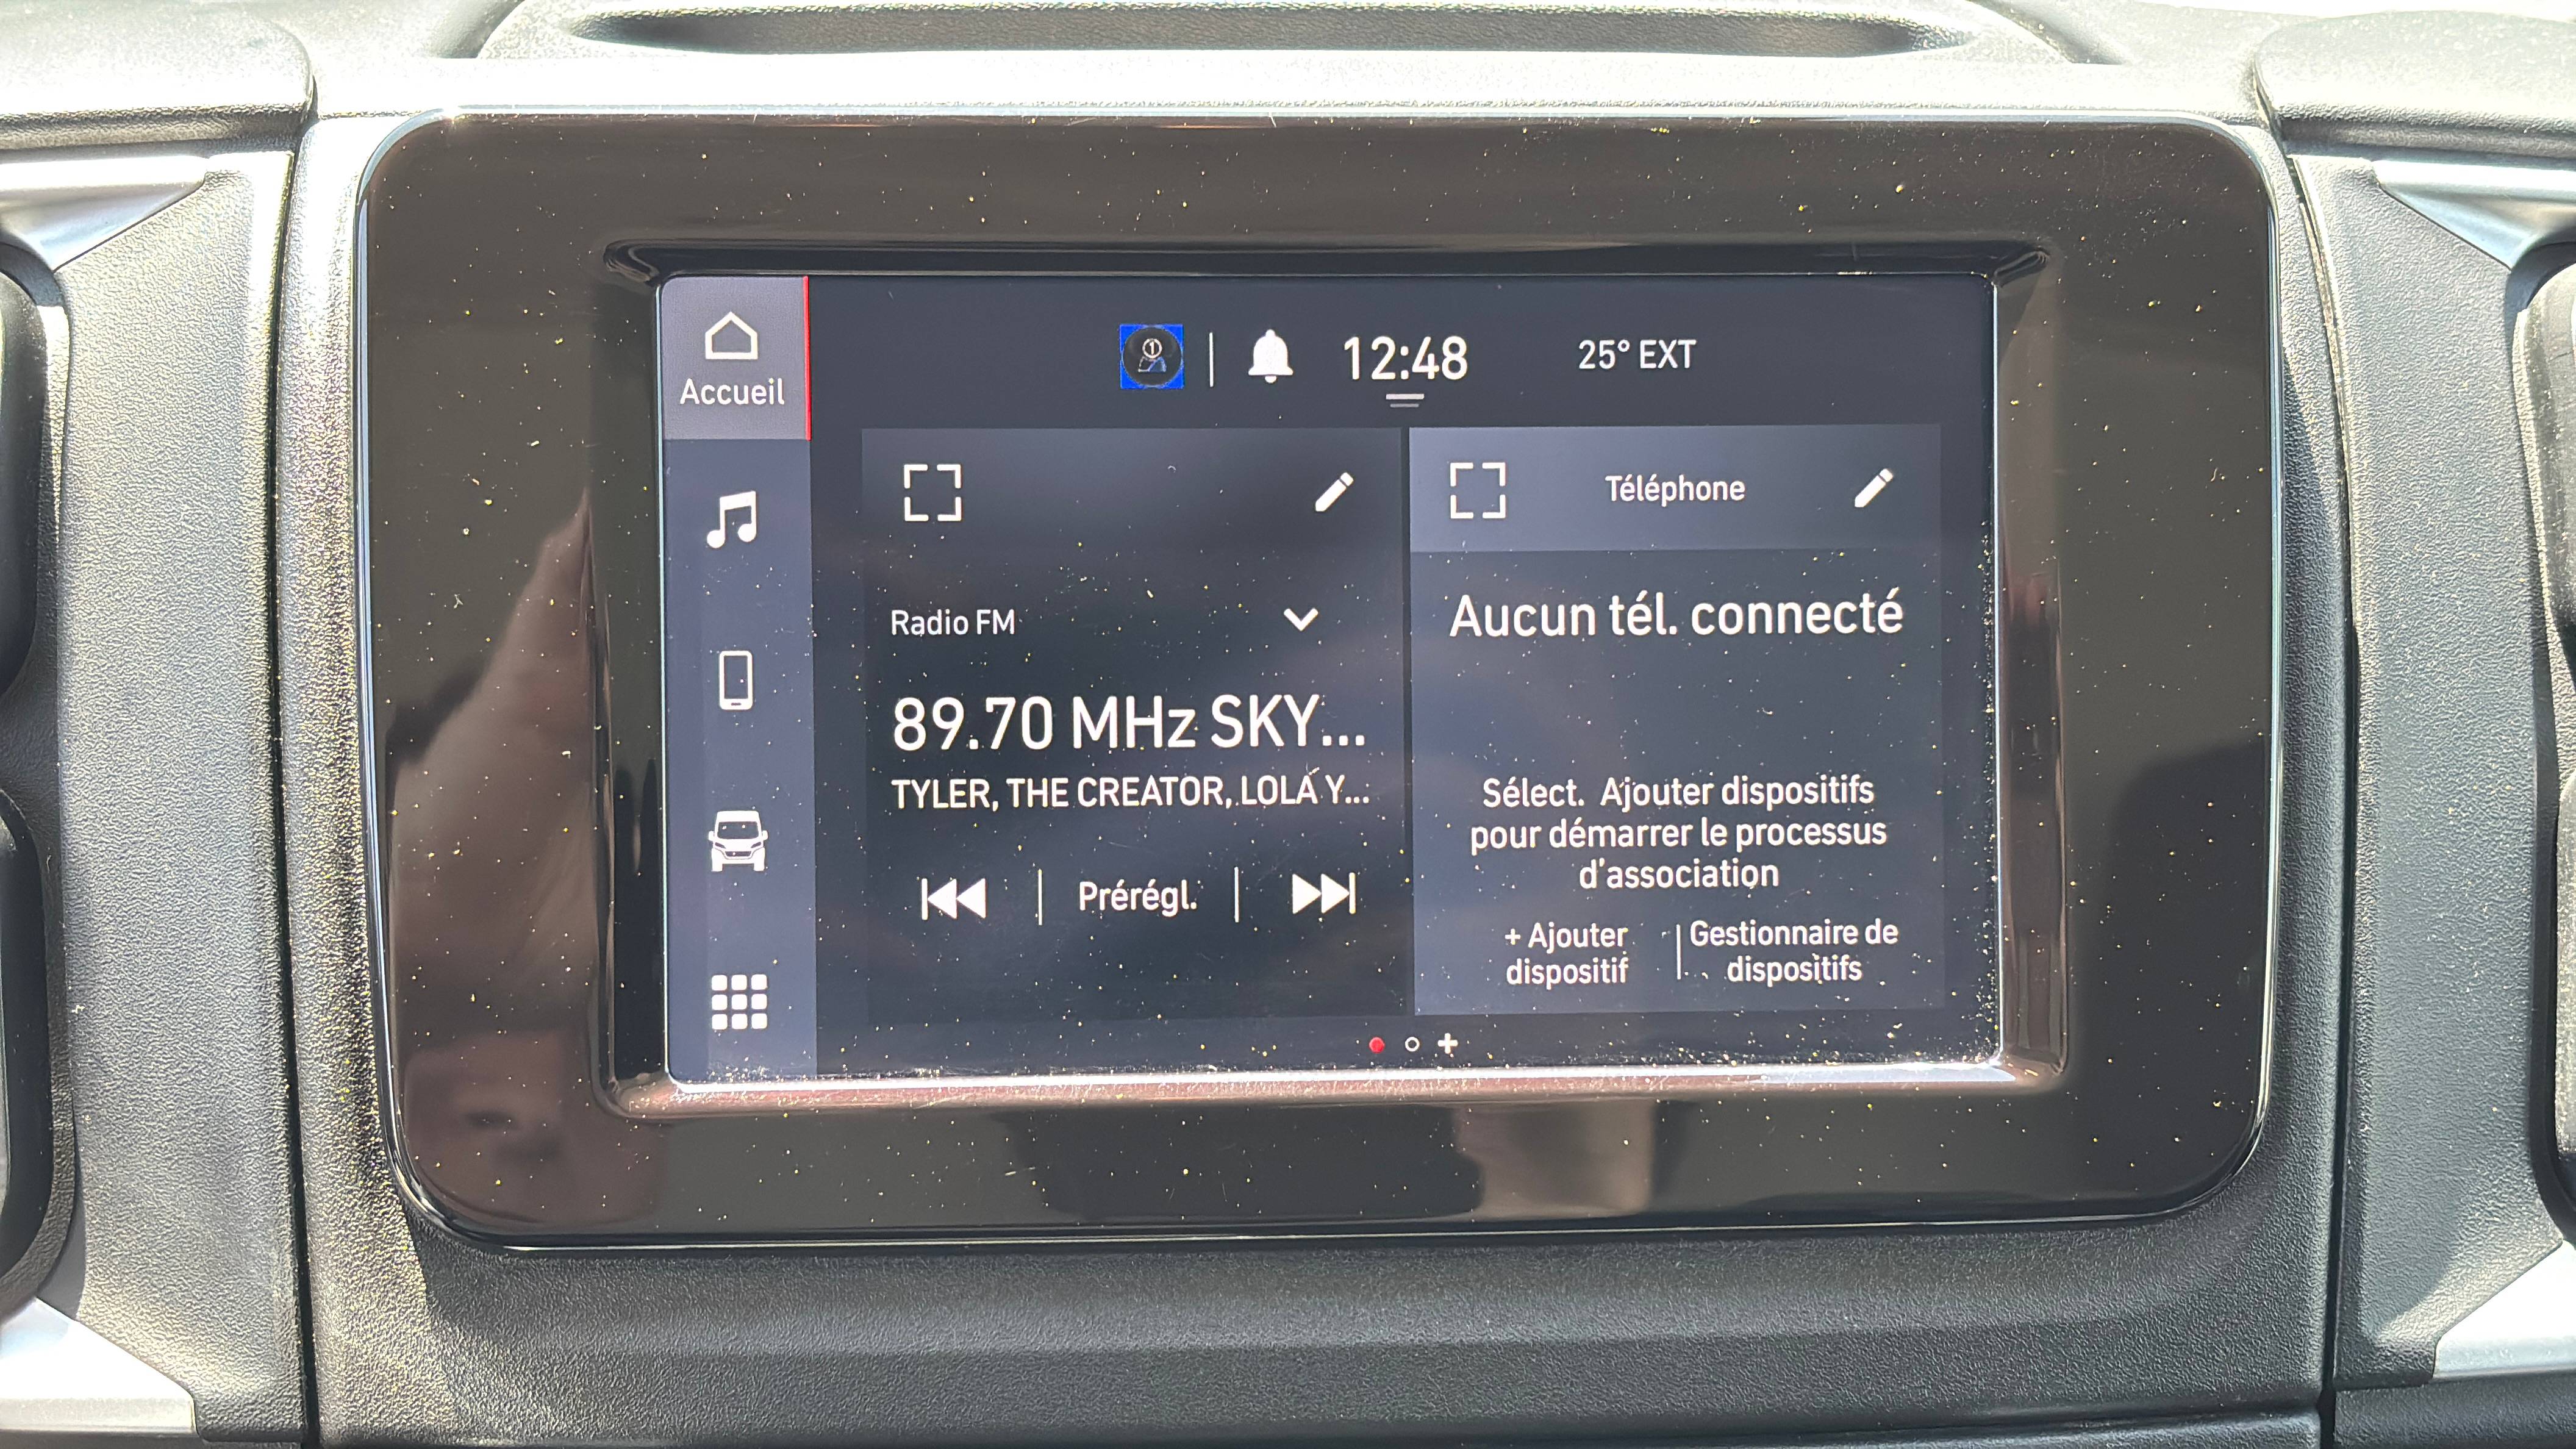 Accueil
1
12:48
25° EXT
Radio FM
89.70 MHz SKY...
TYLER, THE CREATOR, LOLA Y...
Prérégl.
Téléphone
Aucun tél. connecté
Sélect. Ajouter dispositifs
pour démarrer le processus
d'association
+ Ajouter
dispositif
Gestionnaire de
dispositifs